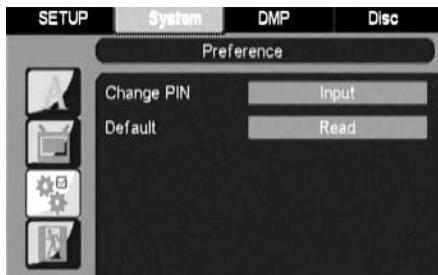 SETUP System DMP Disc
Preference
Change PIN Input
Default Read
A